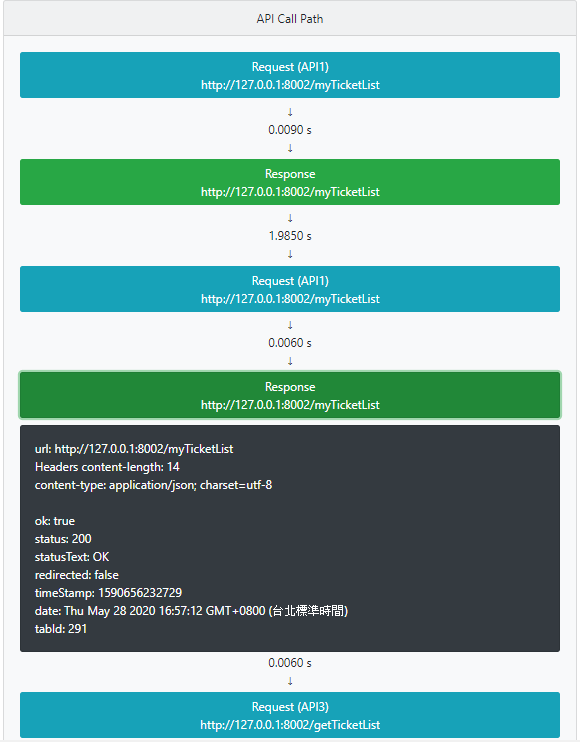 API Call Path
Request (API1)
http://127.0.0.1:8002/myTicketList
↓
0.0090 s
↓
Response
http://127.0.0.1:8002/myTicketList
↓
1.9850 s
↓
Request (API1)
http://127.0.0.1:8002/myTicketList
↓
0.0060 s
↓
Response
http://127.0.0.1:8002/myTicketList
url: http://127.0.0.1:8002/myTicketList
Headers content-length: 14
content-type: application/json; charset=utf-8
ok: true
status: 200
statusText: OK
redirected: false
timeStamp: 1590656232729
date: Thu May 28 2020 16:57:12 GMT+0800 (台北標準時間)
tabId: 291
0.0060 s
↓
Request (API3)
http://127.0.0.1:8002/getTicketList